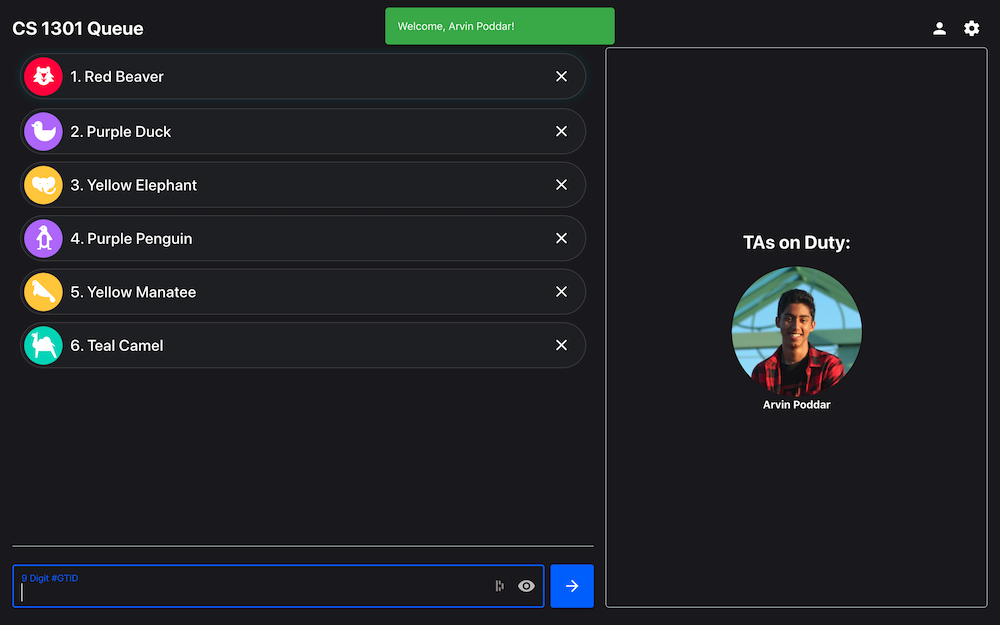 CS 1301 Queue
Welcome, Arvin Poddar!
1. Red Beaver
2. Purple Duck
3. Yellow Elephant
4. Purple Penguin
5. Yellow Manatee
6. Teal Camel
9 Digit #GTID
TAs on Duty:
Arvin Poddar